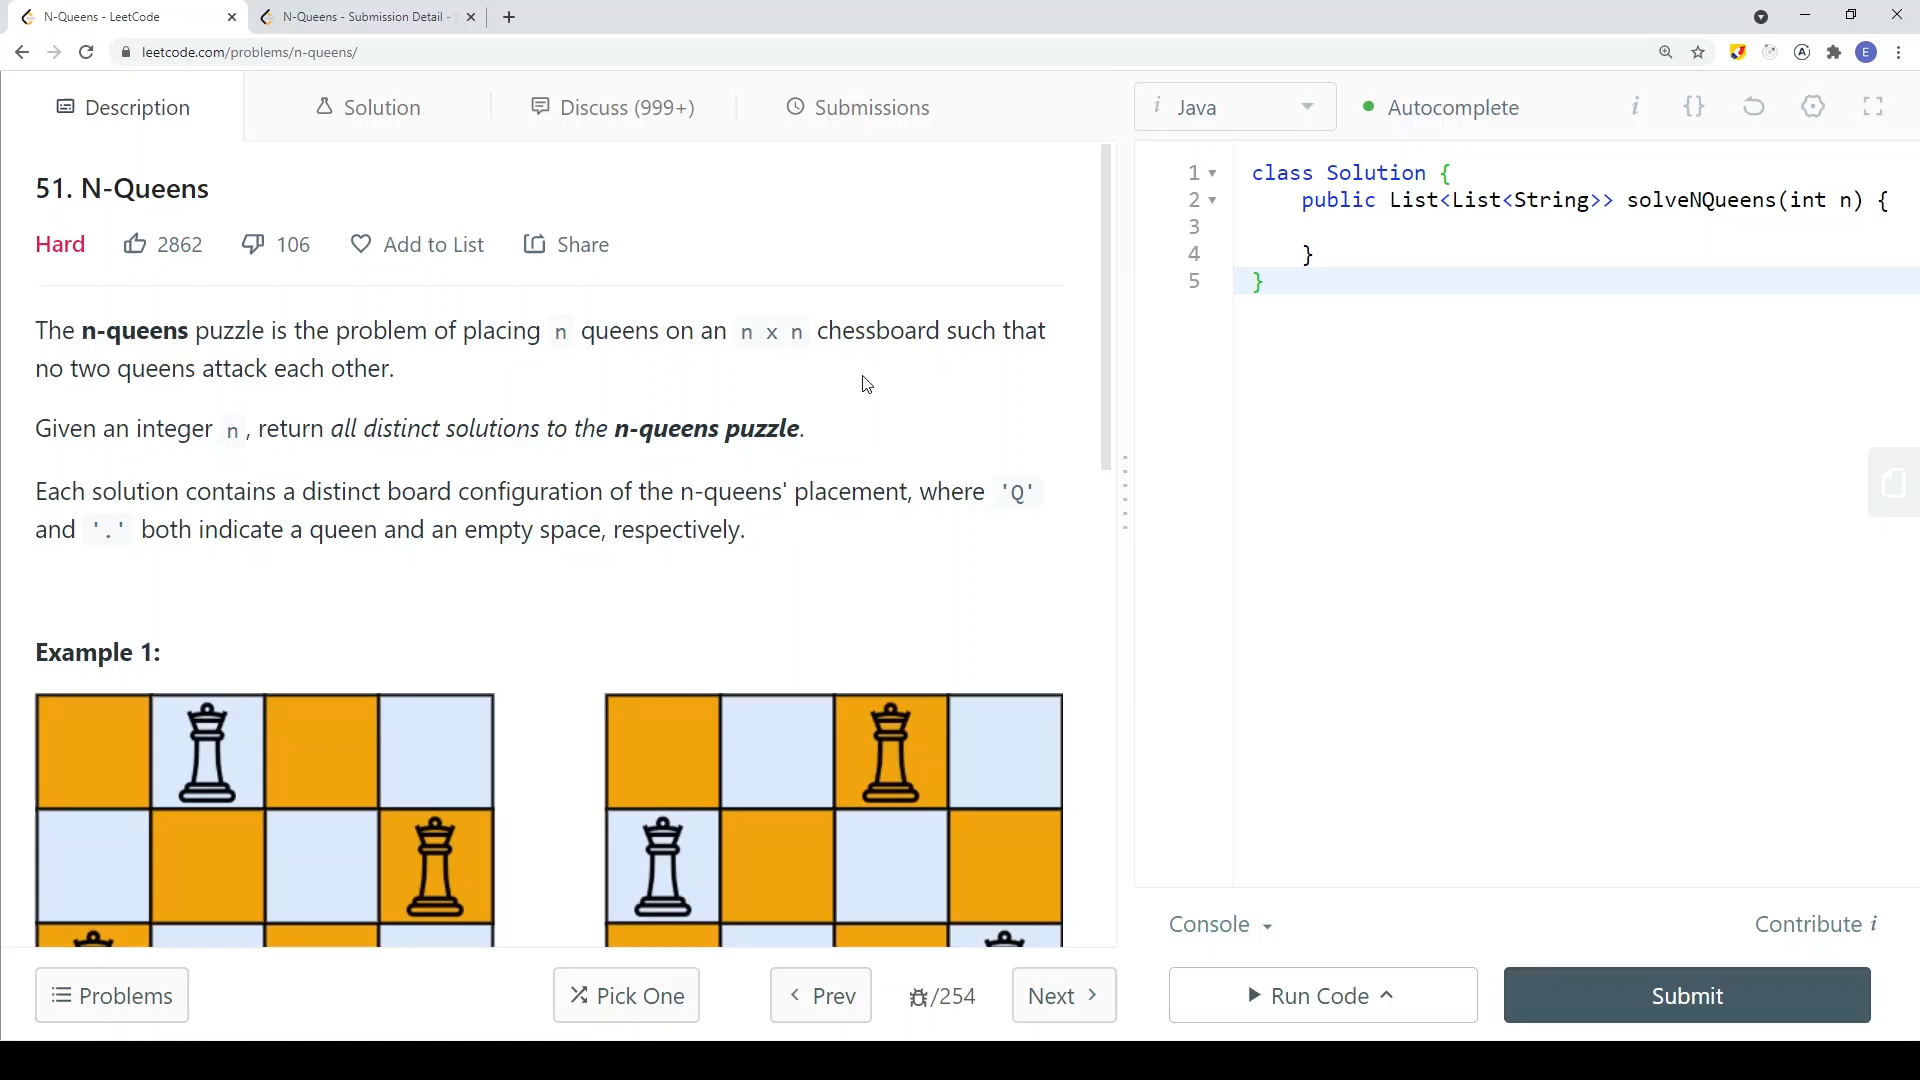 N-Queens - LeetCode
N-Queens - Submission Detail -
leetcode.com/problems/n-queens/
E
Description
Solution
Discuss (999+)
Submissions
i Java
Autocomplete
i {}
51. N-Queens
Hard 2862 106 Add to List Share
The n-queens puzzle is the problem of placing n queens on an n x n chessboard such that
no two queens attack each other.
Given an integer n, return all distinct solutions to the n-queens puzzle.
Each solution contains a distinct board configuration of the n-queens' placement, where 'Q'
and '.' both indicate a queen and an empty space, respectively.
Example 1:
1 class Solution {
2 public List<List<String>> solveNQueens(int n) {
3
4 }
5 }
Console
Contribute i
Problems
Pick One
Prev
/254
Next
Run Code
Submit